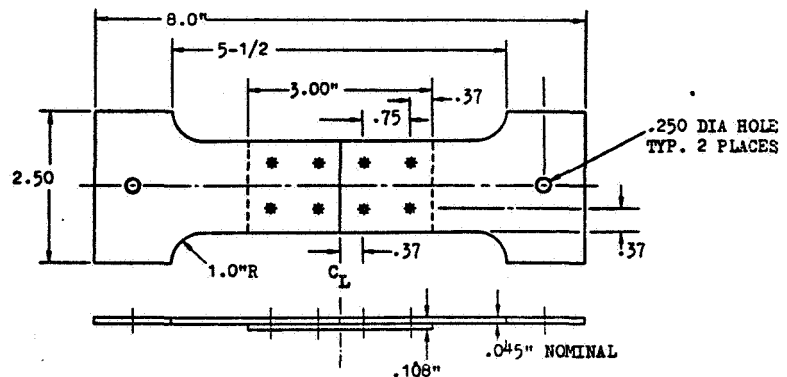 8.0"
5-1/2
3.00"
.37
.75
.250 DIA HOLE
TYP. 2 PLACES
2.50
.37
1.0"R
CL
.37
.045" NOMINAL
.108"